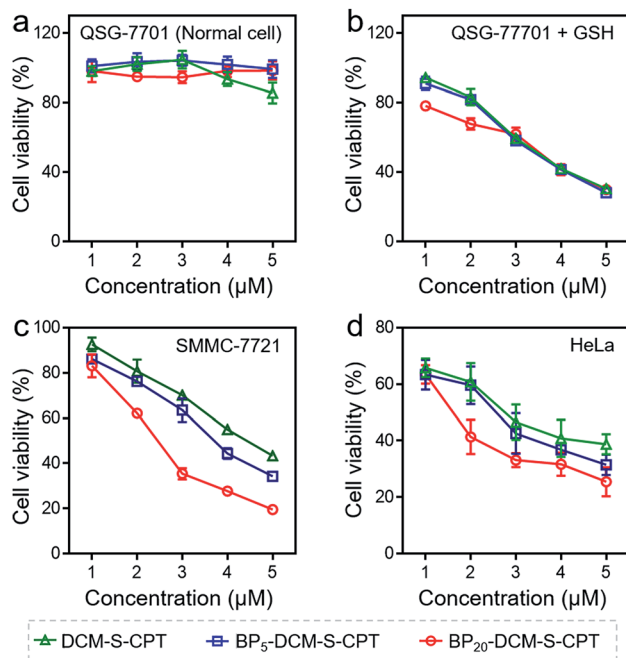 a
QSG-7701 (Normal cell)
120
80
40
0
Cell viability (%)
1 2 3 4 5
Concentration (μM)
b
QSG-77701 + GSH
120
80
40
0
Cell viability (%)
1 2 3 4 5
Concentration (μM)
c
SMMC-7721
100
80
60
40
20
0
Cell viability (%)
1 2 3 4 5
Concentration (μM)
d
HeLa
80
60
40
20
0
Cell viability (%)
1 2 3 4 5
Concentration (μM)
DCM-S-CPT BP₅-DCM-S-CPT BP₂₀-DCM-S-CPT